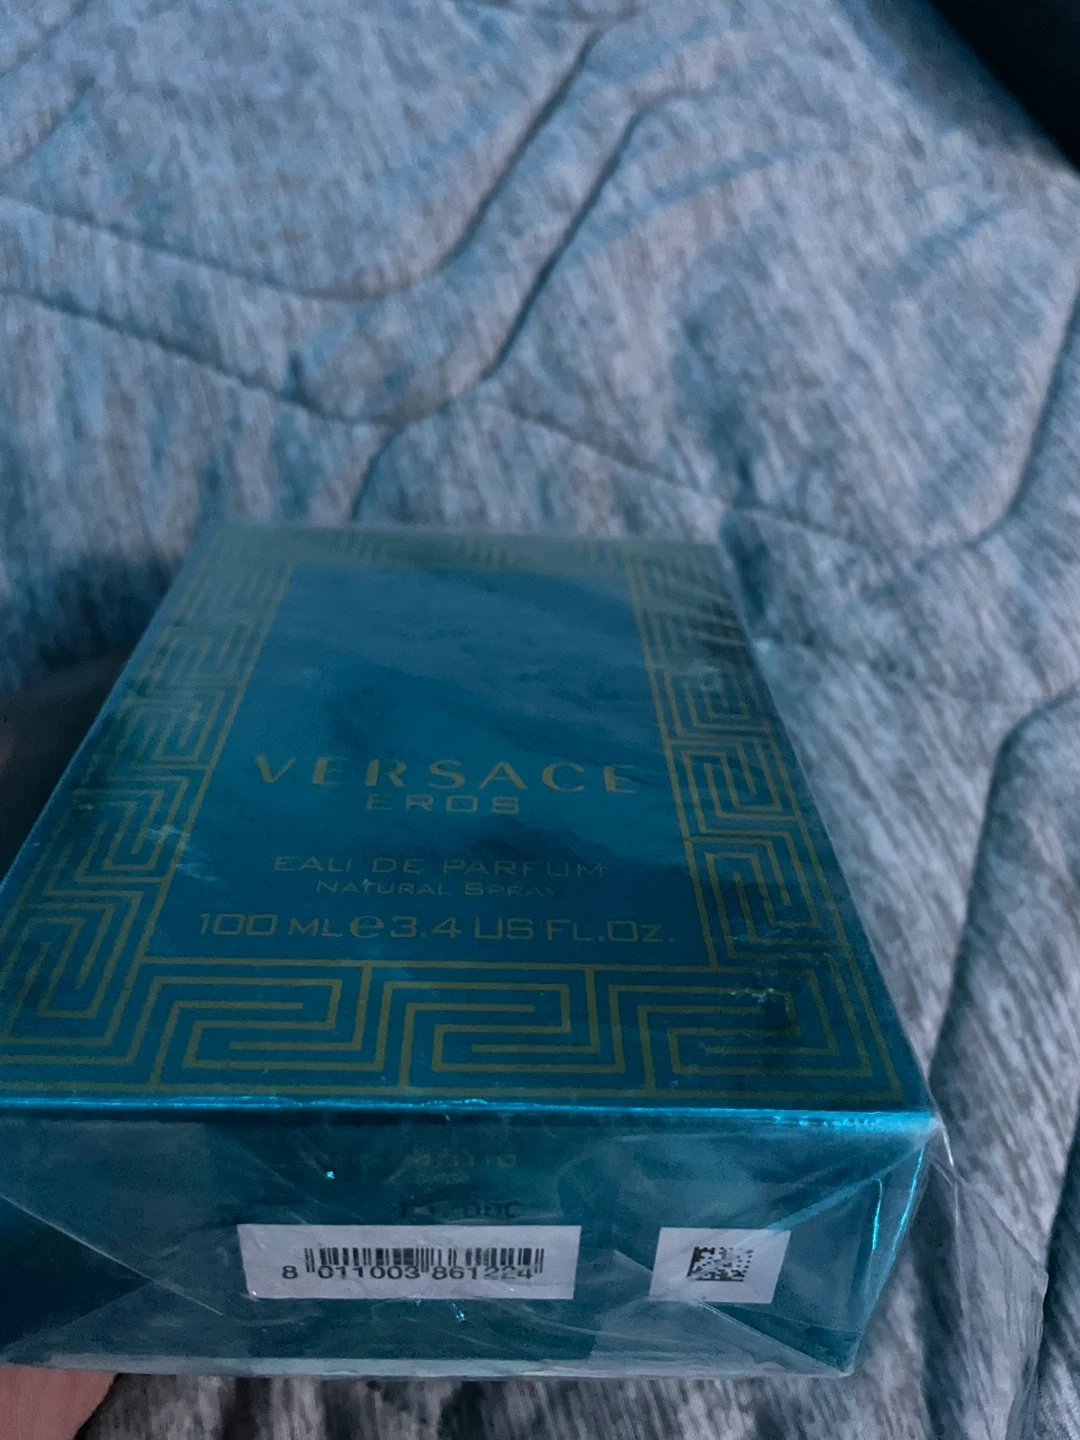 VERSACE
EROS
EAU DE PARFUM
NATURAL SPRAY
100 ML e 3.4 US FL.OZ.
8 011003 861224